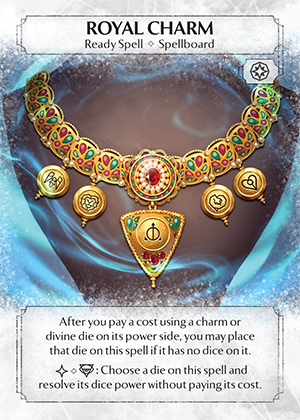 ROYAL CHARM
Ready Spell ⬦ Spellboard
After you pay a cost using a charm or
divine die on its power side, you may place
that die on this spell if it has no dice on it.
: Choose a die on this spell and
resolve its dice power without paying its cost.